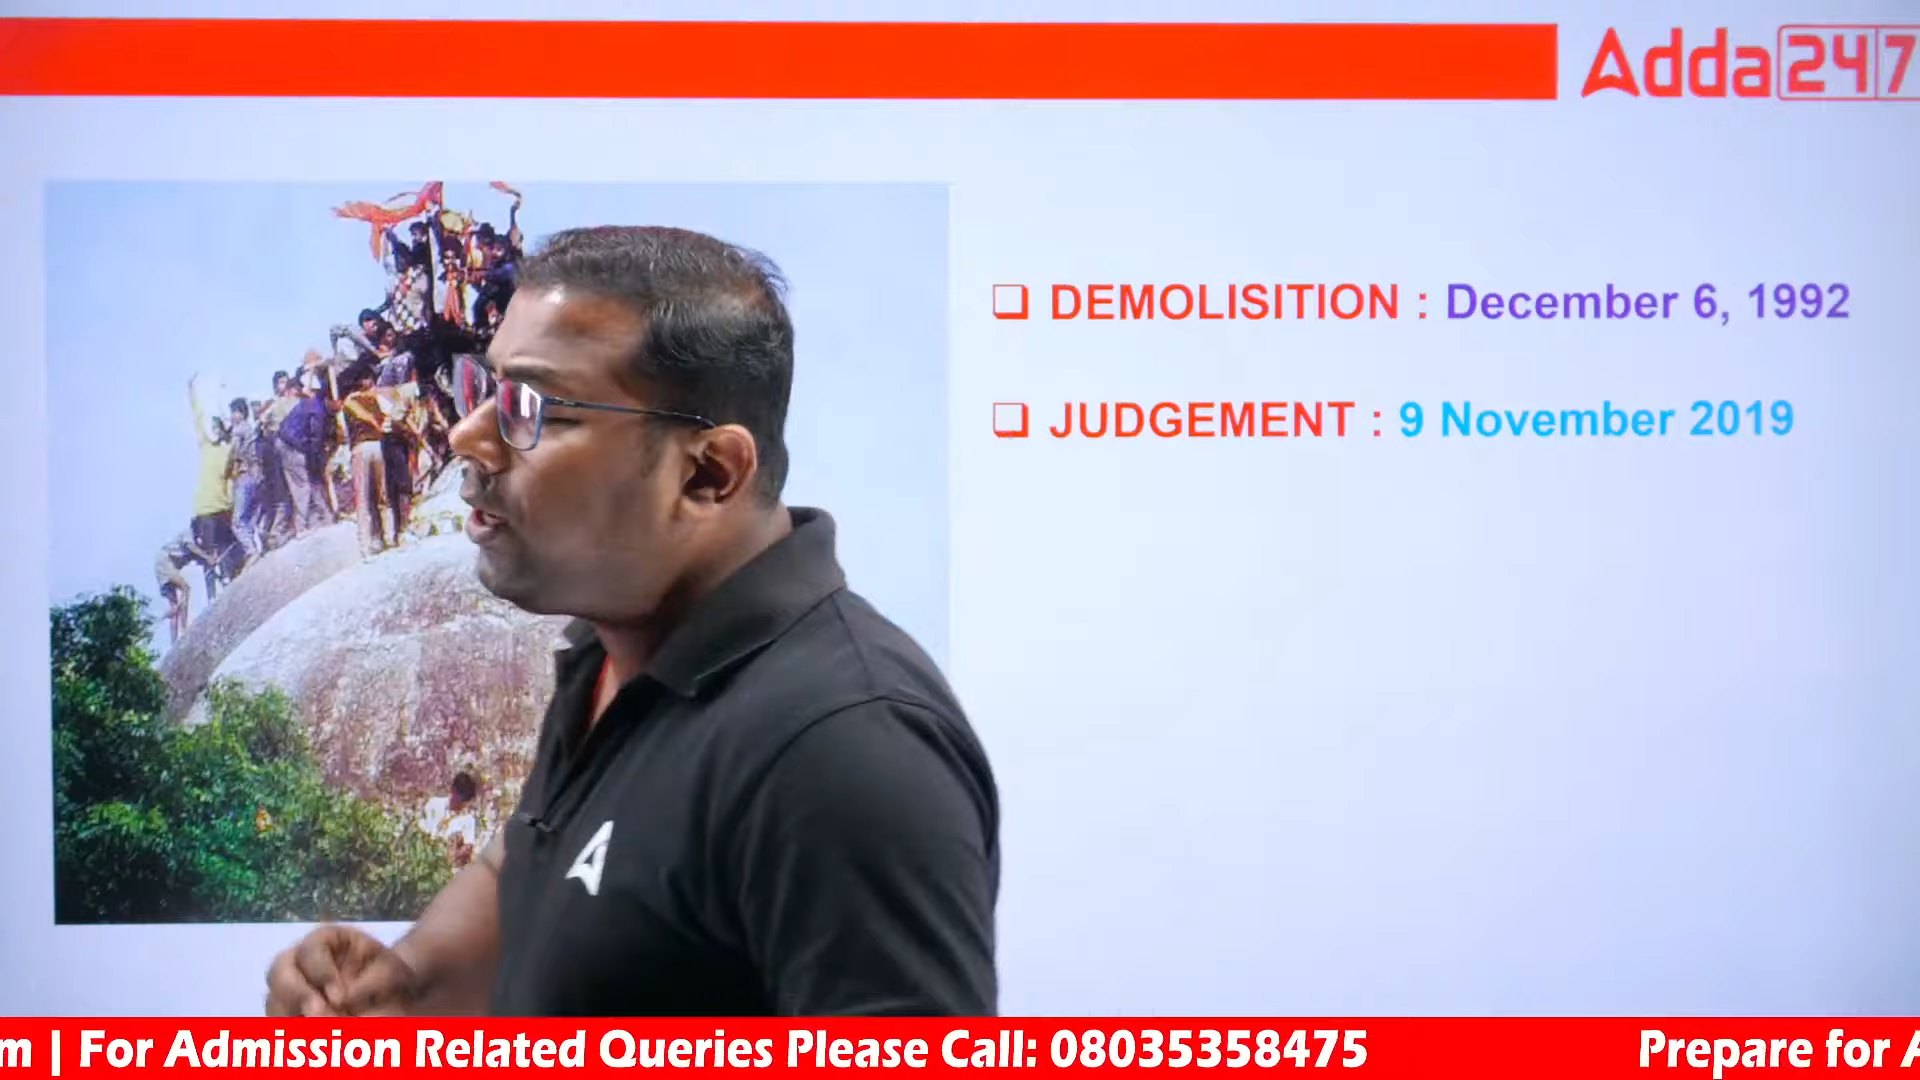 Adda247
❑ DEMOLISITION : December 6, 1992
❑ JUDGEMENT : 9 November 2019
m | For Admission Related Queries Please Call: 08035358475
Prepare for A